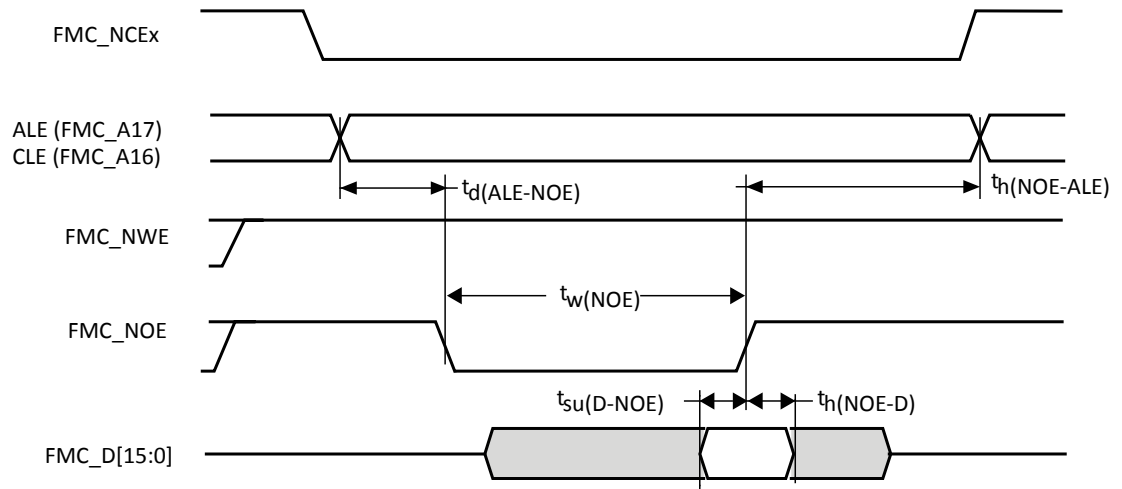 FMC_NCEx
ALE (FMC_A17)
CLE (FMC_A16)
td(ALE-NOE)
th(NOE-ALE)
FMC_NWE
tw(NOE)
FMC_NOE
tsu(D-NOE)
th(NOE-D)
FMC_D[15:0]